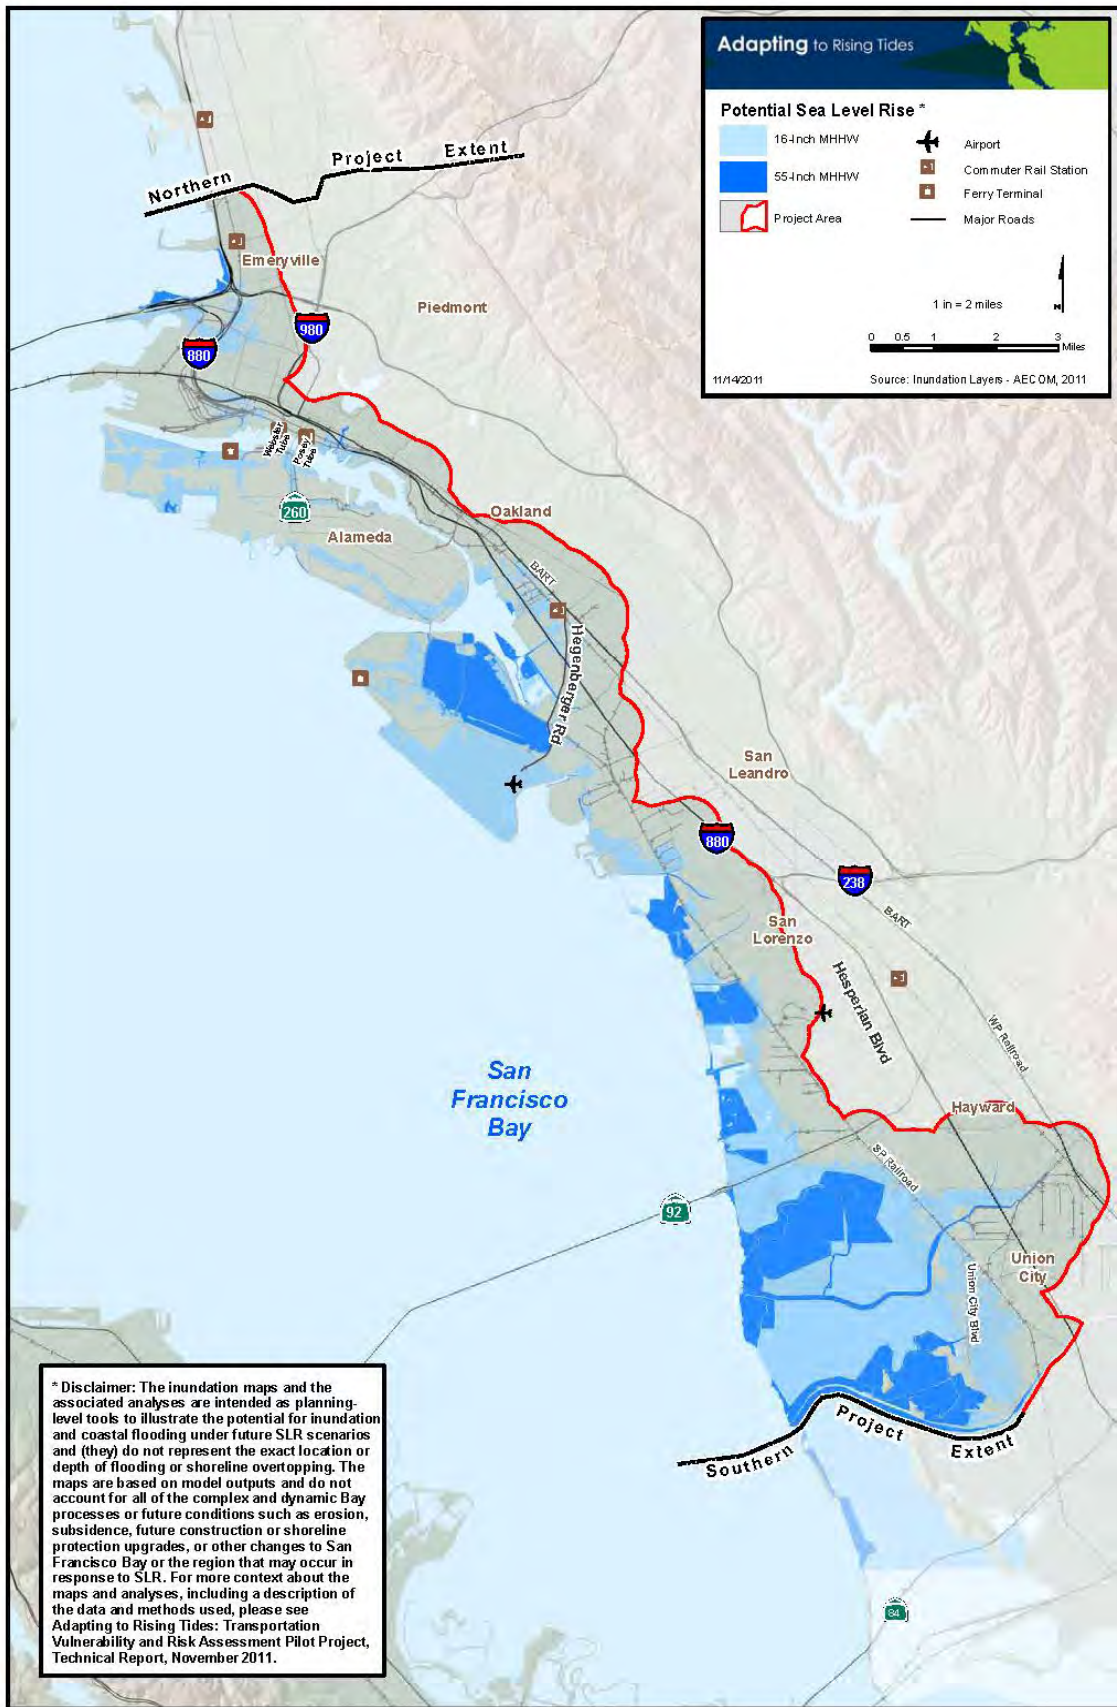 Adapting to Rising Tides
Potential Sea Level Rise *
16-Inch MHHW
55-Inch MHHW
Project Area
Airport
Commuter Rail Station
Ferry Terminal
Major Roads
N
1 in = 2 miles
0 0.5 1 2 3
Miles
11/14/2011
Source: Inundation Layers - AECOM, 2011
Northern Project Extent
Emeryville
Piedmont
980
880
Webster
Tube
Posey
Tube
260
Alameda
Oakland
BART
Hegenberger Rd
San
Leandro
880
238
BART
San
Lorenzo
Hesperian Blvd
WP Railroad
San
Francisco
Bay
Hayward
SP Railroad
92
Union
City
Union City Blvd
Southern Project Extent
84
* Disclaimer: The inundation maps and the
associated analyses are intended as planning-
level tools to illustrate the potential for inundation
and coastal flooding under future SLR scenarios
and (they) do not represent the exact location or
depth of flooding or shoreline overtopping. The
maps are based on model outputs and do not
account for all of the complex and dynamic Bay
processes or future conditions such as erosion,
subsidence, future construction or shoreline
protection upgrades, or other changes to San
Francisco Bay or the region that may occur in
response to SLR. For more context about the
maps and analyses, including a description of
the data and methods used, please see
Adapting to Rising Tides: Transportation
Vulnerability and Risk Assessment Pilot Project,
Technical Report, November 2011.